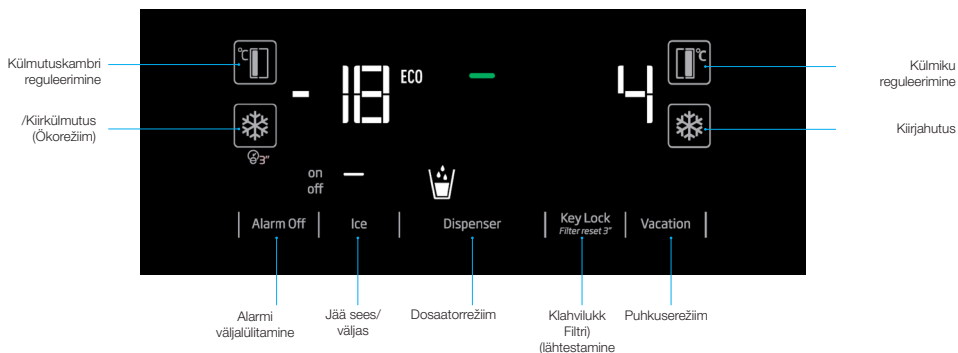 Külmutuskambri
reguleerimine
/Kiirkülmutus
(Ökorežiim)
°C
- 18 ECO
4
°C
Külmiku
reguleerimine
Kiirjahutus
3"
on
off
Alarm Off
Ice
Dispenser
Key Lock
Filter reset 3"
Vacation
Alarmi
väljalülitamine
Jää sees/
väljas
Dosaatorrežiim
Klahvilukk
Filtri)
(lähtestamine
Puhkuserežiim